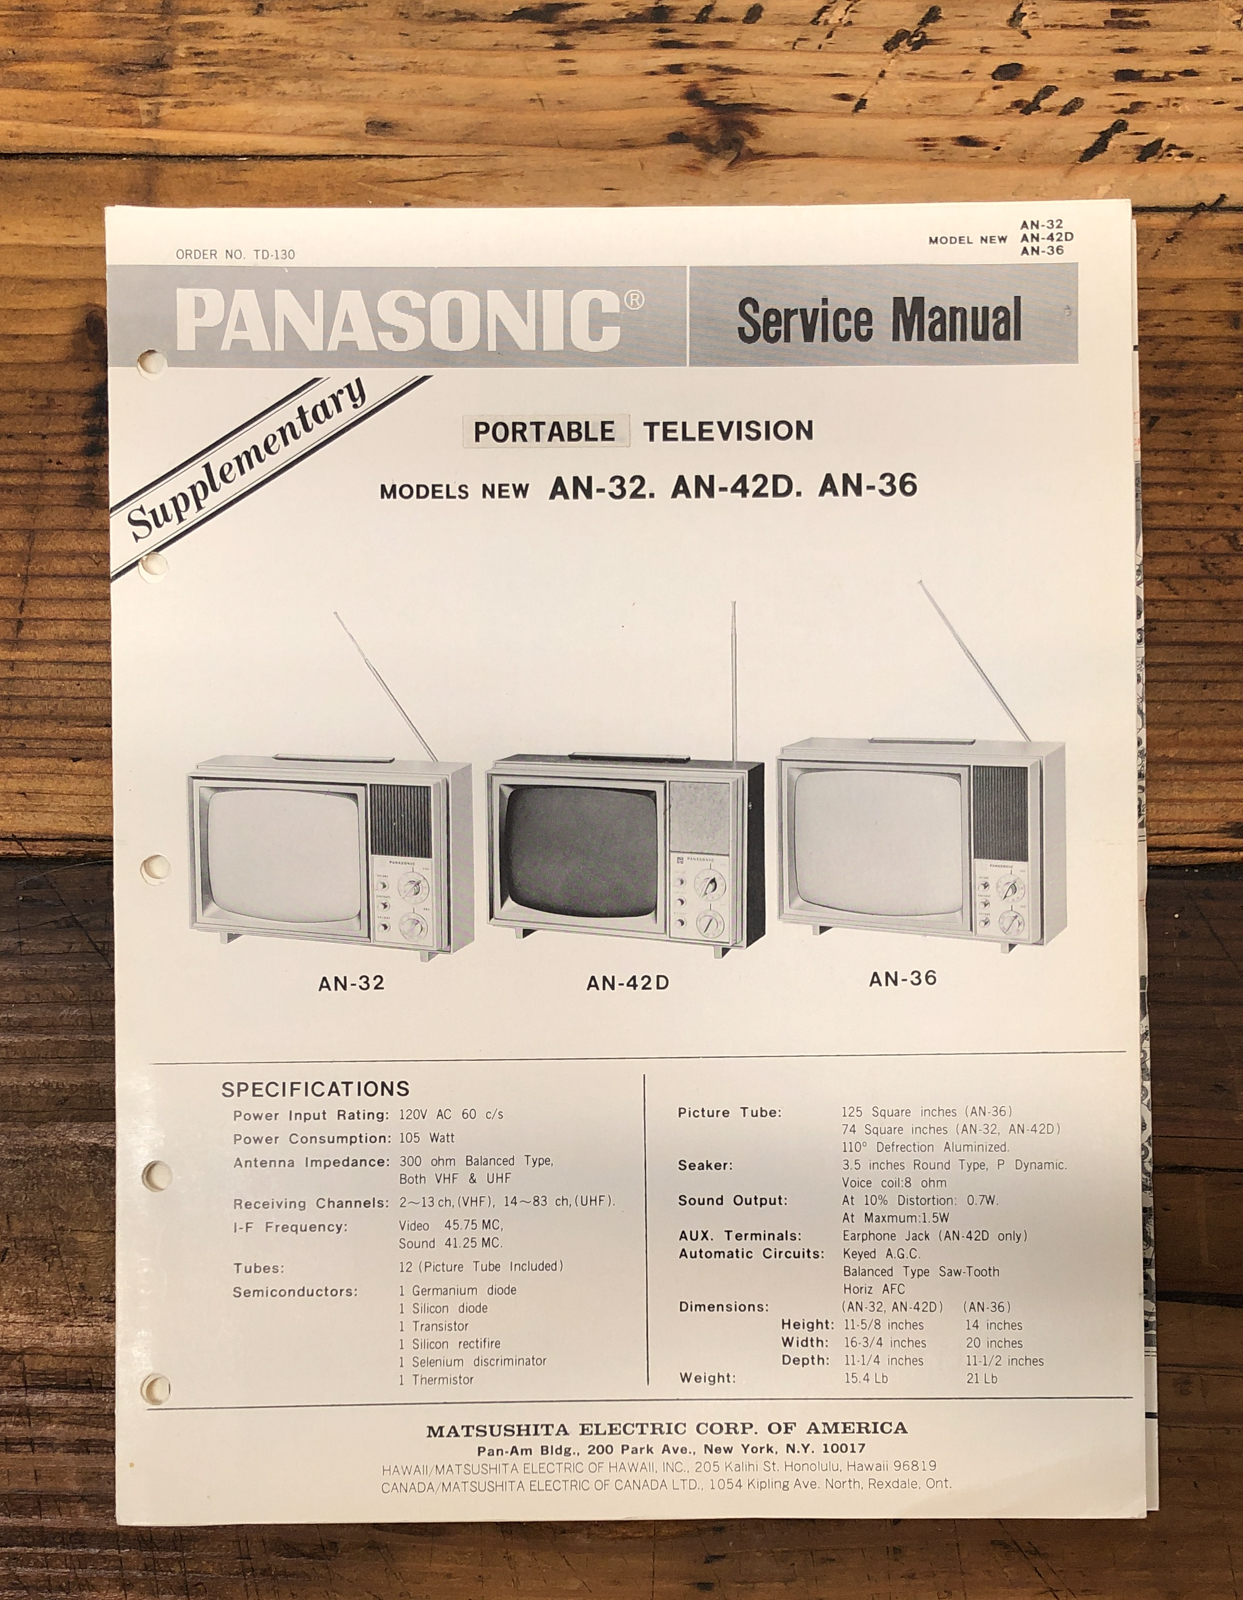 ORDER NO. TD-130
MODEL NEW AN-32
AN-42D
AN-36
PANASONIC®
Service Manual
Supplementary
PORTABLE TELEVISION
MODELS NEW AN-32. AN-42D. AN-36
PANASONIC
PANASONIC
PANASONIC
AN-32
AN-42D
AN-36
SPECIFICATIONS
Power Input Rating: 120V AC 60 c/s
Power Consumption: 105 Watt
Antenna Impedance: 300 ohm Balanced Type,
Both VHF & UHF
Receiving Channels: 2~13 ch, (VHF), 14~83 ch, (UHF).
I-F Frequency: Video 45.75 MC,
Sound 41.25 MC.
Tubes: 12 (Picture Tube Included)
Semiconductors: 1 Germanium diode
1 Silicon diode
1 Transistor
1 Silicon rectifire
1 Selenium discriminator
1 Thermistor
Picture Tube: 125 Square inches (AN-36)
74 Square inches (AN-32, AN-42D)
110° Defrection Aluminized.
Seaker: 3.5 inches Round Type, P Dynamic.
Voice coil:8 ohm
Sound Output: At 10% Distortion: 0.7W.
At Maxmum:1.5W
AUX. Terminals: Earphone Jack (AN-42D only)
Automatic Circuits: Keyed A.G.C.
Balanced Type Saw-Tooth
Horiz AFC
Dimensions: (AN-32, AN-42D) (AN-36)
Height: 11-5/8 inches 14 inches
Width: 16-3/4 inches 20 inches
Depth: 11-1/4 inches 11-1/2 inches
Weight: 15.4 Lb 21 Lb
MATSUSHITA ELECTRIC CORP. OF AMERICA
Pan-Am Bldg., 200 Park Ave., New York, N.Y. 10017
HAWAII/MATSUSHITA ELECTRIC OF HAWAII, INC., 205 Kalihi St. Honolulu, Hawaii 96819
CANADA/MATSUSHITA ELECTRIC OF CANADA LTD., 1054 Kipling Ave. North, Rexdale, Ont.